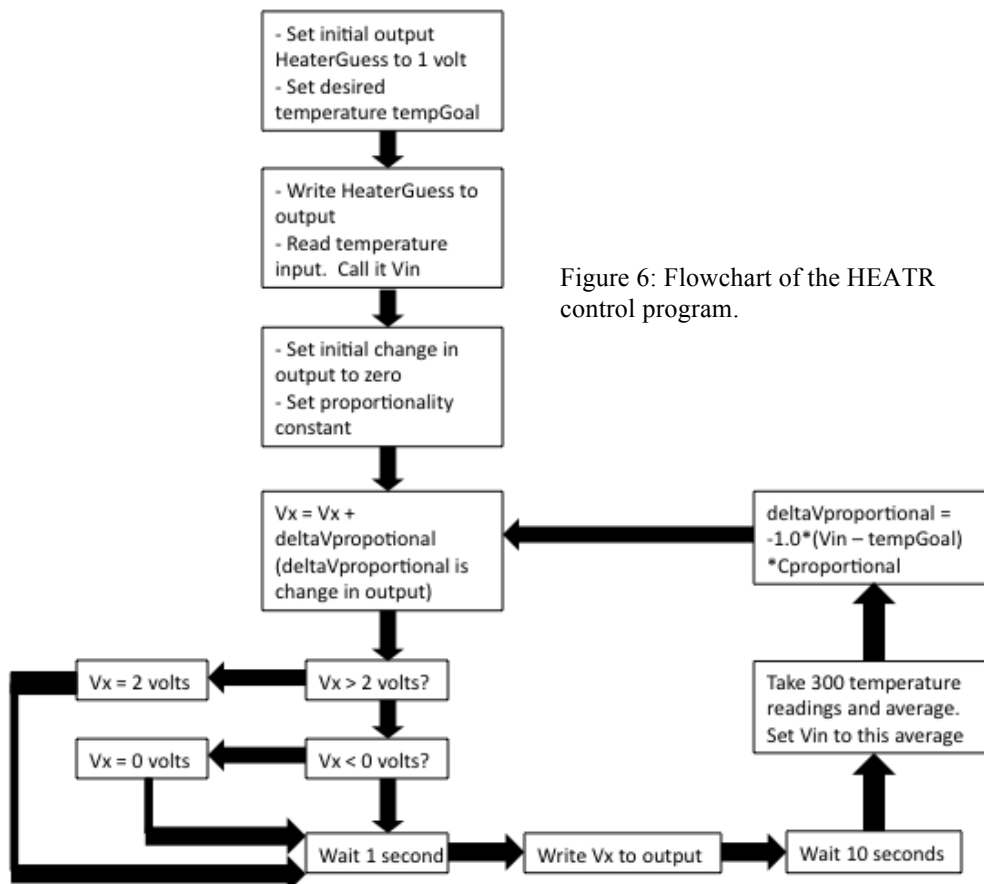 - Set initial output
HeaterGuess to 1 volt
- Set desired
temperature tempGoal
- Write HeaterGuess to
output
- Read temperature
input.  Call it Vin
Figure 6: Flowchart of the HEATR
control program.
- Set initial change in
output to zero
- Set proportionality
constant
Vx = Vx +
deltaVpropotional
(deltaVproportional is
change in output)
deltaVproportional =
-1.0*(Vin – tempGoal)
*Cproportional
Vx = 2 volts
Vx > 2 volts?
Take 300 temperature
readings and average.
Set Vin to this average
Vx = 0 volts
Vx < 0 volts?
Wait 1 second
Write Vx to output
Wait 10 seconds